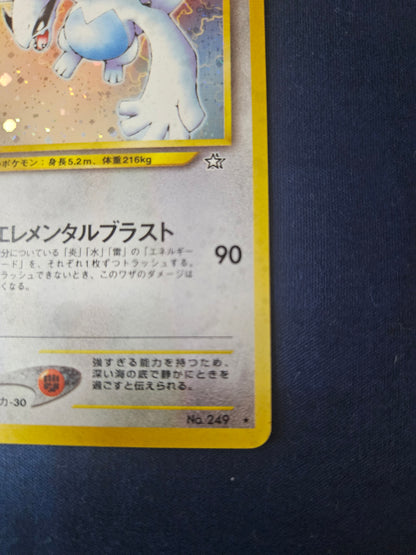 ポケモン：身長5.2m、体重216kg
エレメンタルブラスト
90
分についている「炎」「水」「雷」の「エネルギー
ード」を、それぞれ1枚ずつトラッシュする。
ラッシュできないとき、このワザのダメージは
くなる。
強すぎる能力を持つため、
深い海の底で静かにときを
過ごすと伝えられる。
力-30
No.249 ★